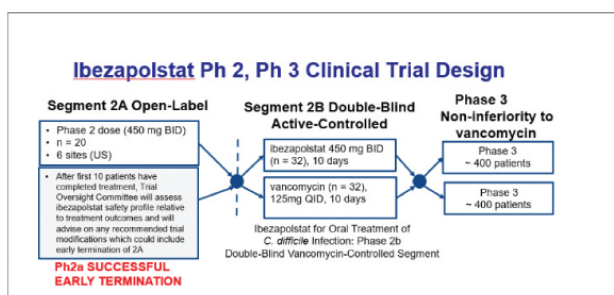 Ibezapolstat Ph 2, Ph 3 Clinical Trial Design
Segment 2A Open-Label
• Phase 2 dose (450 mg BID)
• n = 20
• 6 sites (US)
• After first 10 patients have
completed treatment, Trial
Oversight Committee will assess
ibezapolstat safety profile relative
to treatment outcomes and will
advise on any recommended trial
modifications which could include
early termination of 2A
Ph2a SUCCESSFUL
EARLY TERMINATION
Segment 2B Double-Blind
Active-Controlled
ibezapolstat 450 mg BID
(n = 32), 10 days
vancomycin (n = 32),
125mg QID, 10 days
Ibezapolstat for Oral Treatment of
C. difficile Infection: Phase 2b
Double-Blind Vancomycin-Controlled Segment
Phase 3
Non-inferiority to
vancomycin
Phase 3
~ 400 patients
Phase 3
~ 400 patients